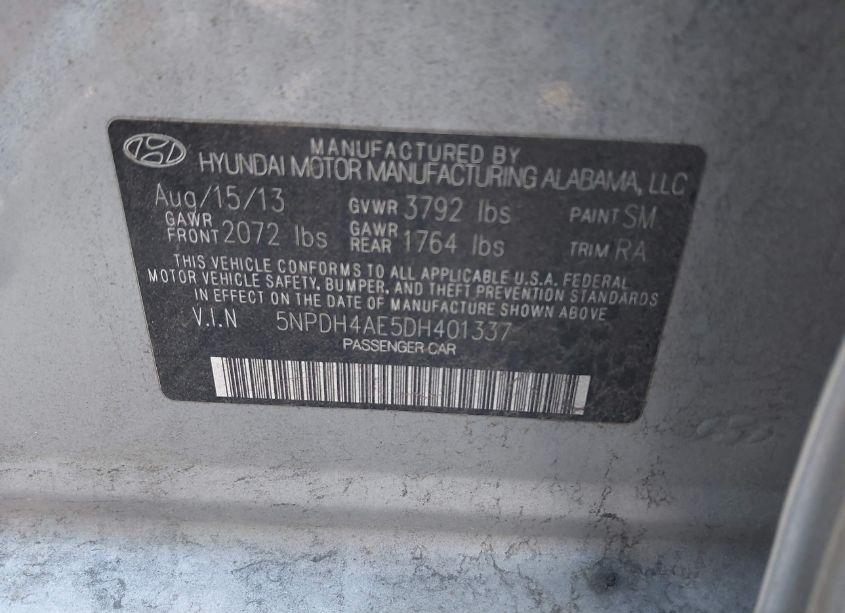 MANUFACTURED BY
HYUNDAI MOTOR MANUFACTURING ALABAMA, LLC
Aug/15/13 GVWR 3792 lbs PAINT SM
GAWR FRONT 2072 lbs GAWR REAR 1764 lbs TRIM RA
THIS VEHICLE CONFORMS TO ALL APPLICABLE U.S.A. FEDERAL
MOTOR VEHICLE SAFETY, BUMPER, AND THEFT PREVENTION STANDARDS
IN EFFECT ON THE DATE OF MANUFACTURE SHOWN ABOVE.
V.I.N 5NPDH4AE5DH401337
PASSENGER CAR